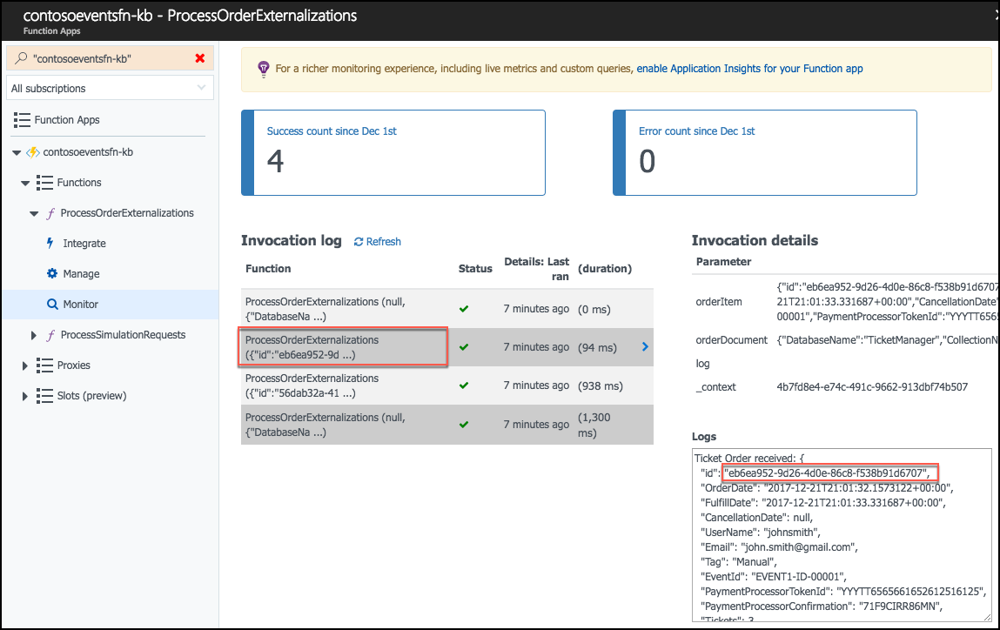 contosoeventsfn-kb - ProcessOrderExternalizations
Function Apps
"contosoeventsfn-kb"
All subscriptions
Function Apps
contosoeventsfn-kb
Functions
ProcessOrderExternalizations
Integrate
Manage
Monitor
ProcessSimulationRequests
Proxies
Slots (preview)
For a richer monitoring experience, including live metrics and custom queries, enable Application Insights for your Function app
Success count since Dec 1st
4
Error count since Dec 1st
0
Invocation log Refresh
Function Status Details: Last ran (duration)
ProcessOrderExternalizations (null,
{"DatabaseNa ...)
7 minutes ago (0 ms)
ProcessOrderExternalizations
({"id":"eb6ea952-9d ...)
7 minutes ago (94 ms)
ProcessOrderExternalizations
({"id":"56dab32a-41 ...)
7 minutes ago (938 ms)
ProcessOrderExternalizations (null,
{"DatabaseNa ...)
7 minutes ago (1,300
ms)
Invocation details
Parameter
orderItem
{"id":"eb6ea952-9d26-4d0e-86c8-f538b91d6707
21T21:01:33.331687+00:00","CancellationDate"
00001","PaymentProcessorTokenId":"YYYTT6565
orderDocument {"DatabaseName":"TicketManager","CollectionN
log
_context 4b7fd8e4-e74c-491c-9662-913dbf74b507
Logs
Ticket Order received: {
"id": "eb6ea952-9d26-4d0e-86c8-f538b91d6707",
"OrderDate": "2017-12-21T21:01:32.1573122+00:00",
"FulfillDate": "2017-12-21T21:01:33.331687+00:00",
"CancellationDate": null,
"UserName": "johnsmith",
"Email": "john.smith@gmail.com",
"Tag": "Manual",
"EventId": "EVENT1-ID-00001",
"PaymentProcessorTokenId": "YYYTT6565661652612516125",
"PaymentProcessorConfirmation": "71F9CIRR86MN",
"Tickets": 3